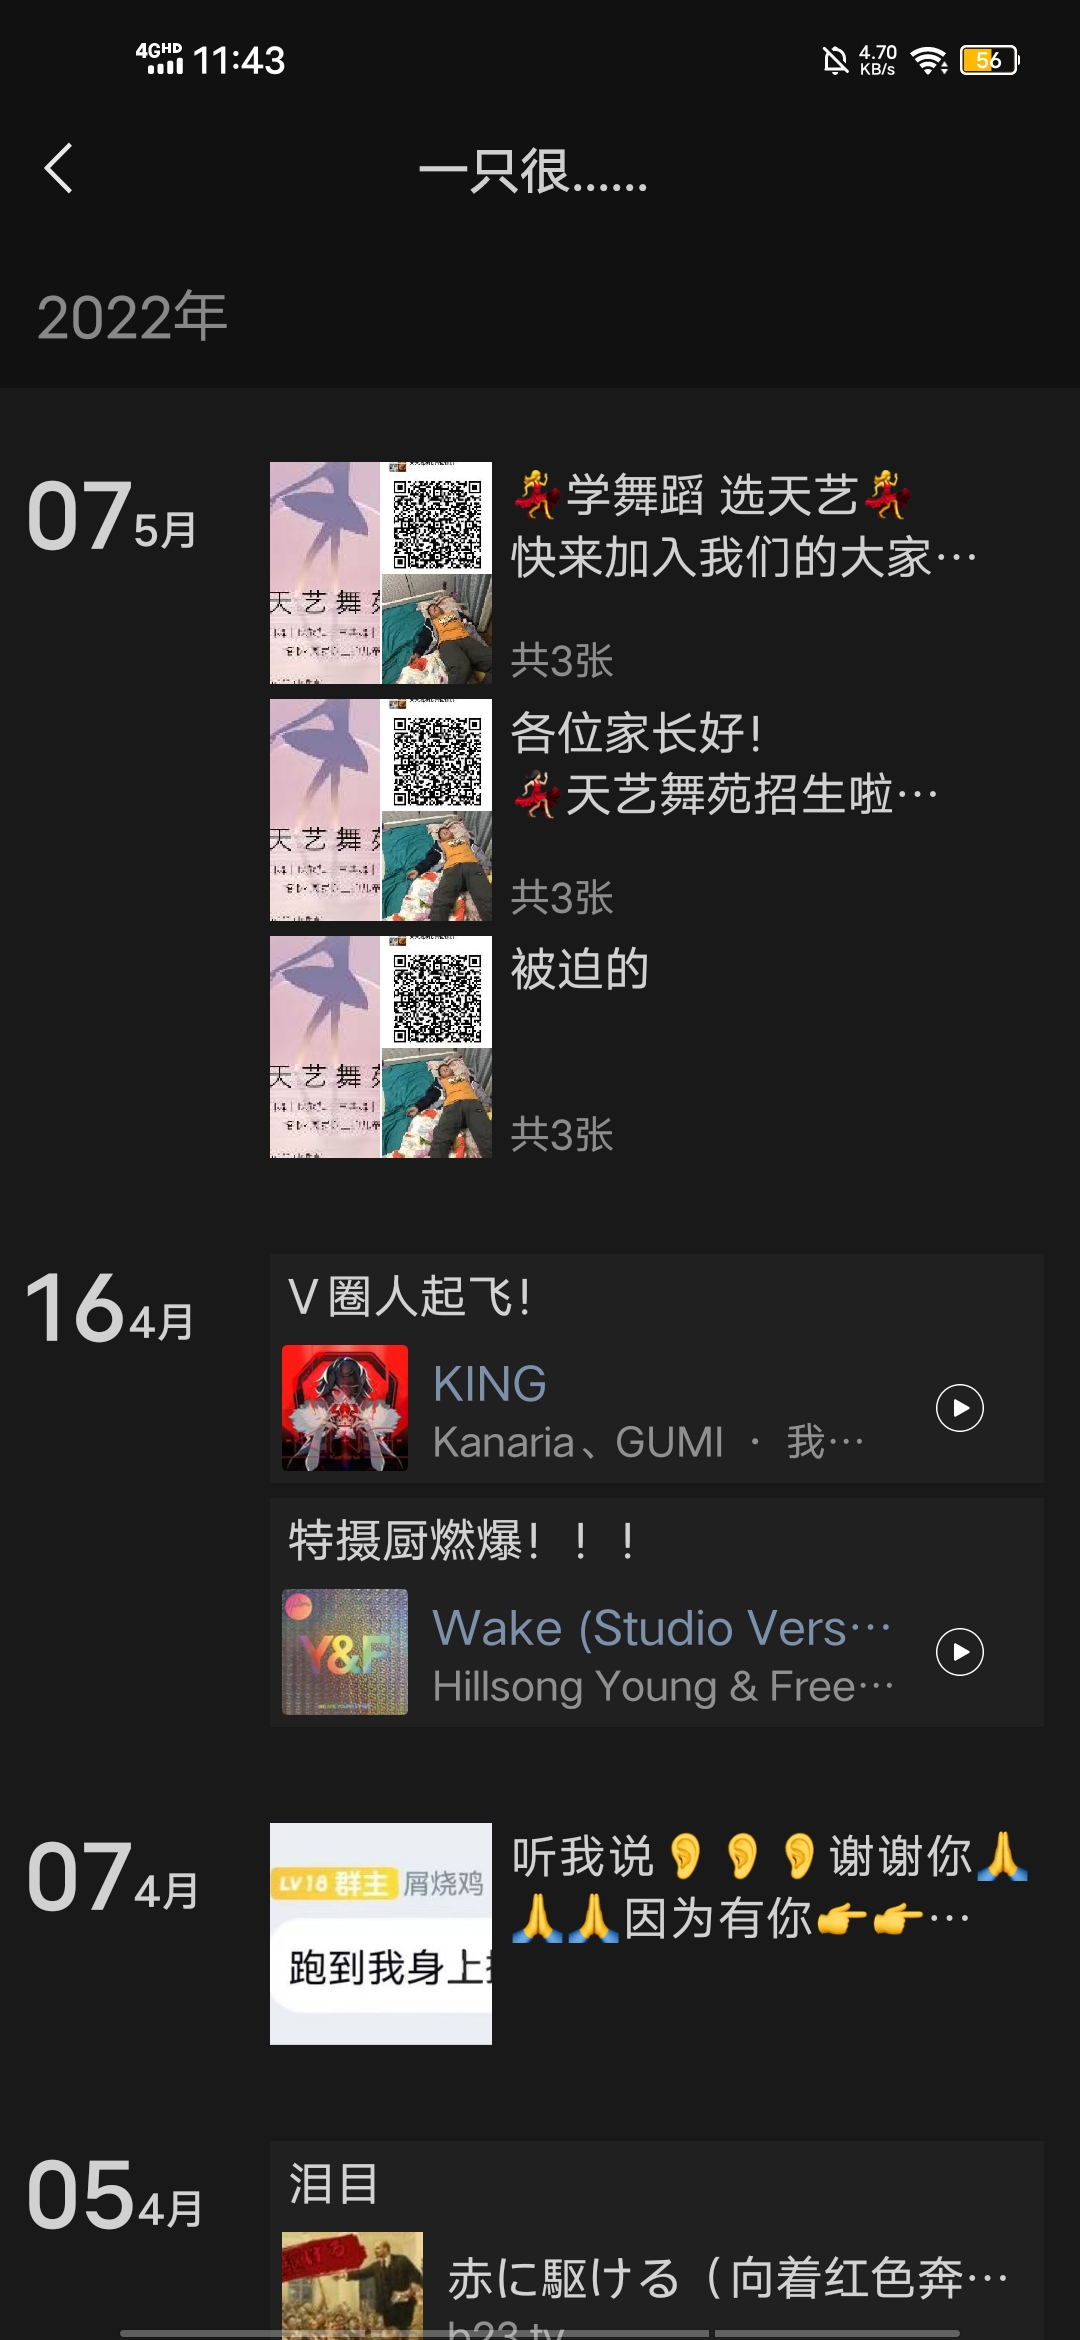 4GHD 11:43 4.70 KB/s 56
一只很......
2022年
07 5月
💃学舞蹈 选天艺💃
快来加入我们的大家…
共3张
天 艺 舞
各位家长好！
💃天艺舞苑招生啦…
共3张
天 艺 舞
被迫的
共3张
天 艺 舞
16 4月
V圈人起飞！
KING
Kanaria、GUMI · 我…
特摄厨燃爆！！！
Y&F
Wake (Studio Vers…
Hillsong Young & Free…
07 4月
LV18 群主 屑烧鸡
跑到我身上
听我说👂👂👂谢谢你🙏
🙏🙏因为有你👉👉…
05 4月
泪目
駆ける
赤に駆ける（向着红色奔…
b23.tv